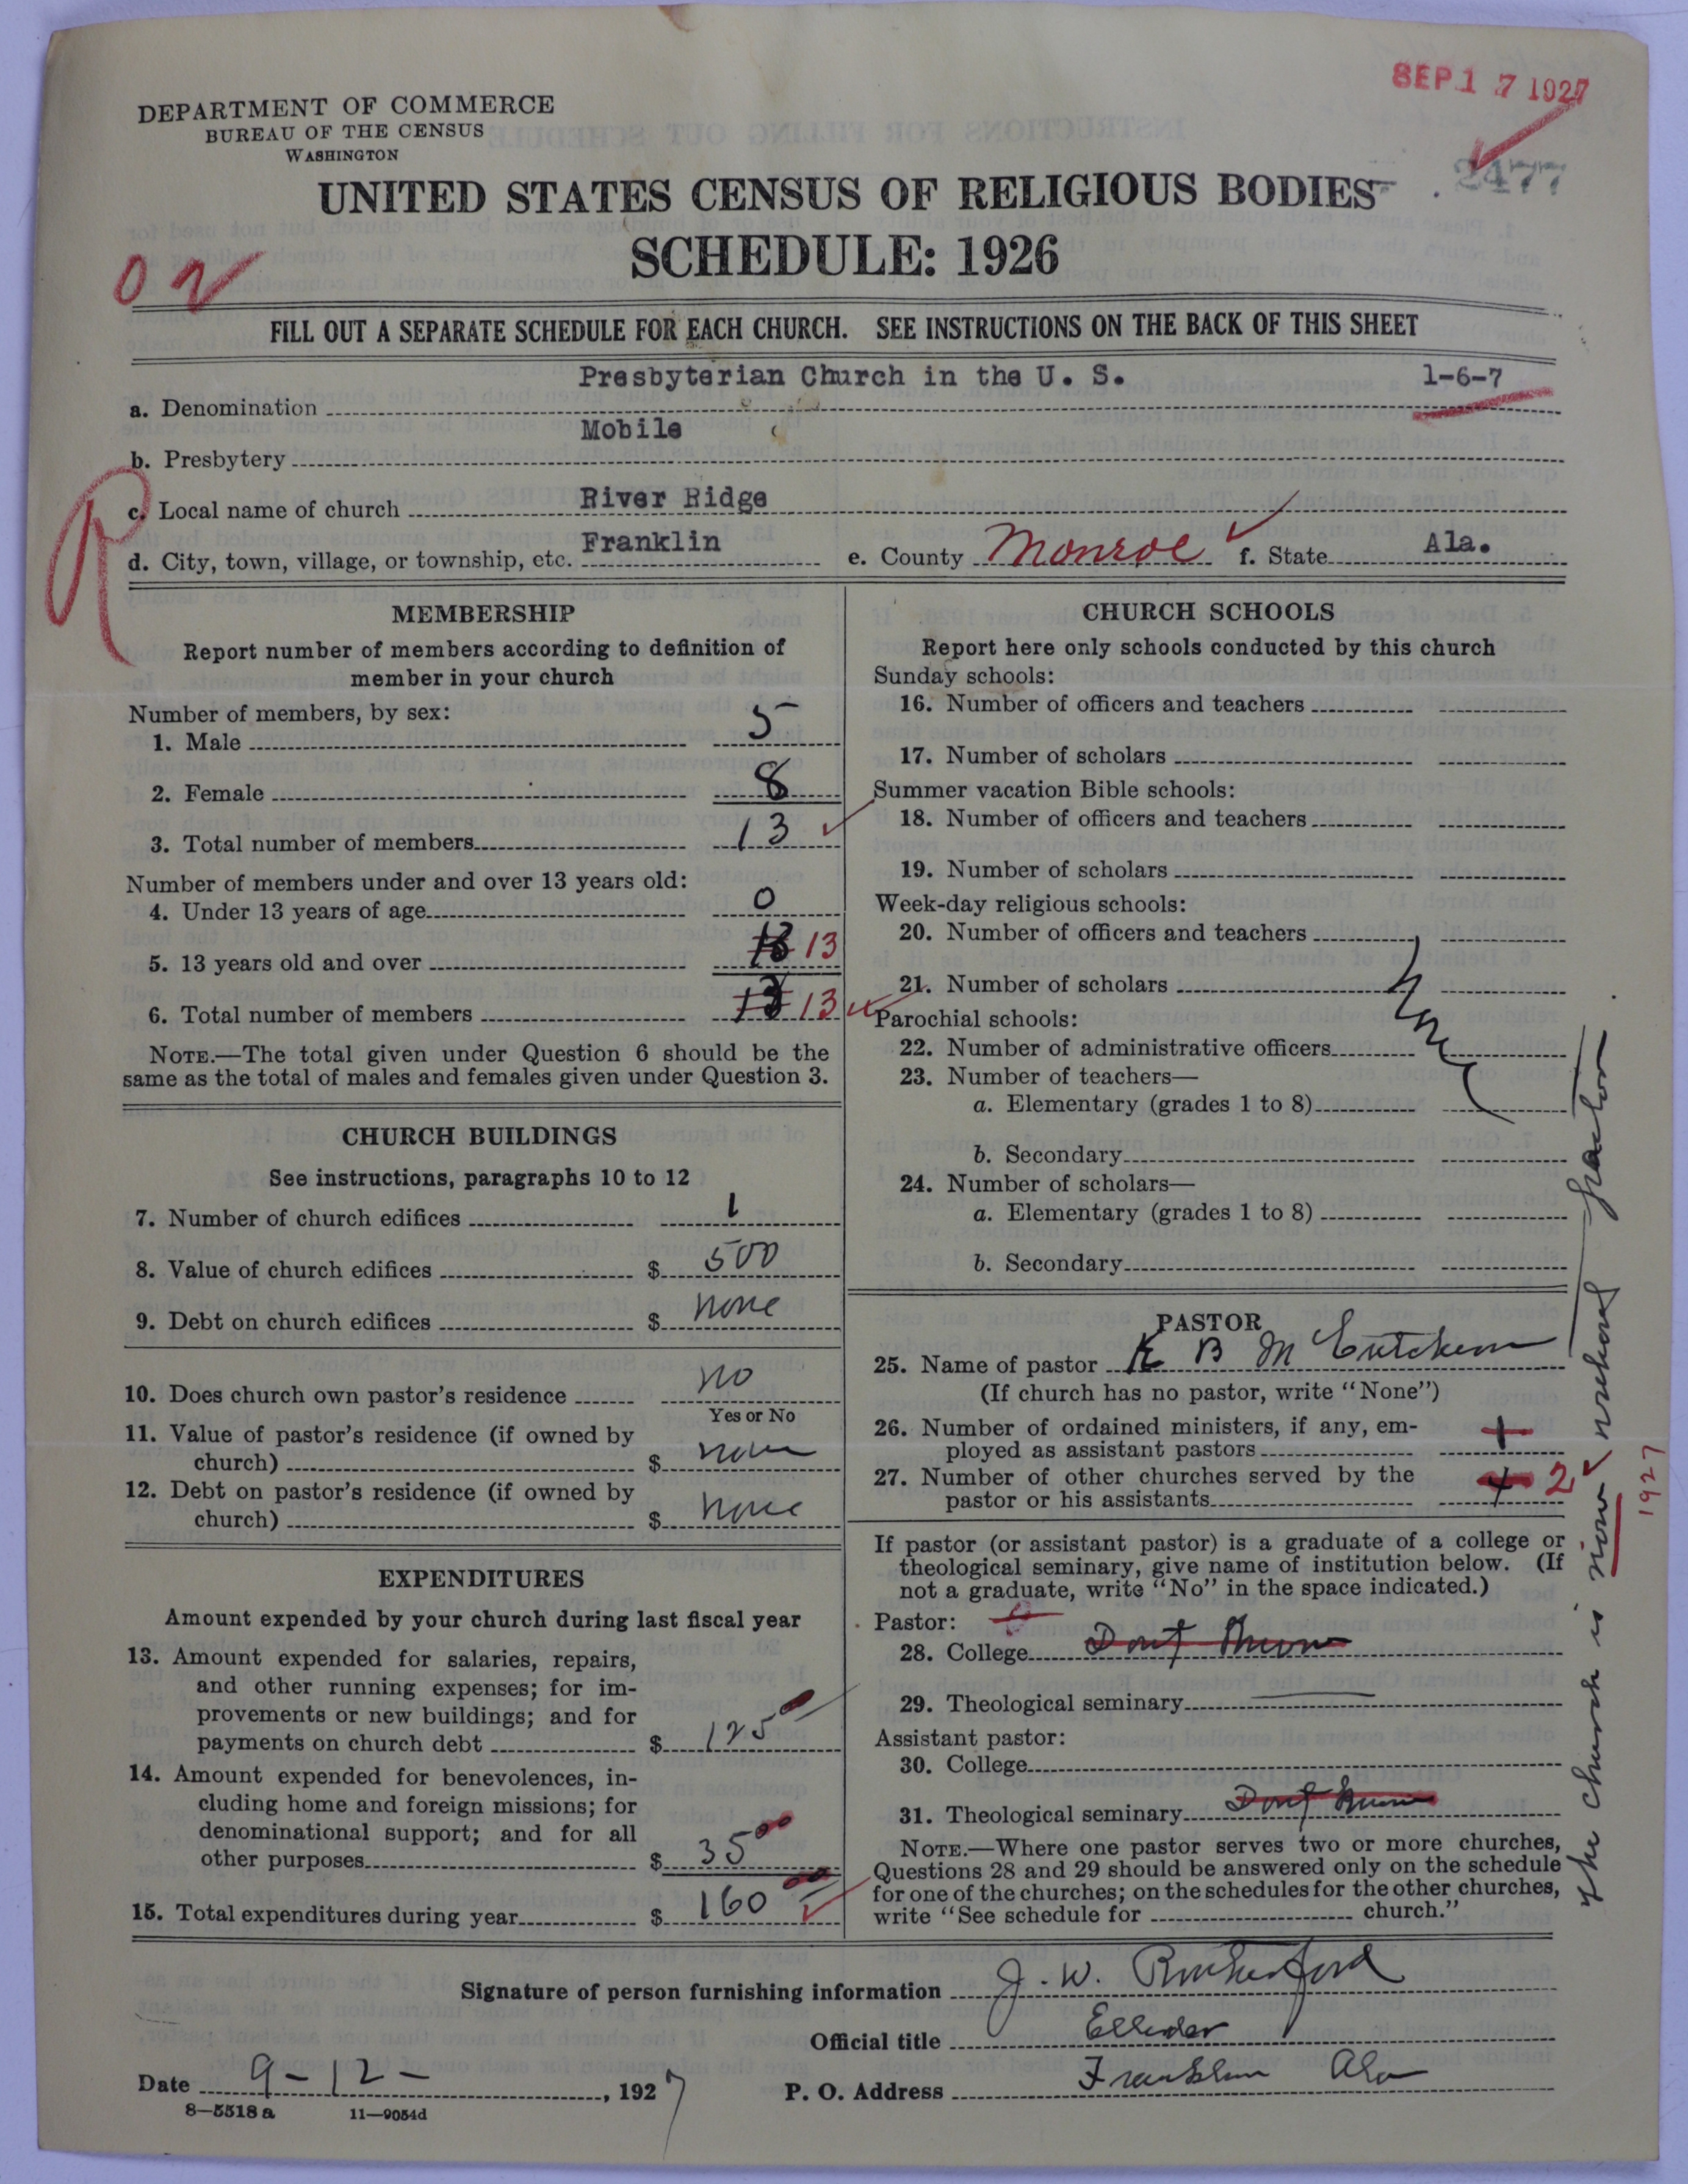 SEP 17 1927
DEPARTMENT OF COMMERCE
BUREAU OF THE CENSUS
WASHINGTON
2477
UNITED STATES CENSUS OF RELIGIOUS BODIES
SCHEDULE: 1926
FILL OUT A SEPARATE SCHEDULE FOR EACH CHURCH. SEE INSTRUCTIONS ON THE BACK OF THIS SHEET
a. Denomination Presbyterian Church in the U. S. 1-6-7
b. Presbytery Mobile
R
c. Local name of church River Ridge
d. City, town, village, or township, etc. Franklin e. County Monroe f. State Ala.
MEMBERSHIP
Report number of members according to definition of
member in your church
Number of members, by sex:
1. Male 5
2. Female 8
3. Total number of members 13
Number of members under and over 13 years old:
4. Under 13 years of age 0
5. 13 years old and over 13 13
6. Total number of members 13 13
NOTE.—The total given under Question 6 should be the
same as the total of males and females given under Question 3.
CHURCH BUILDINGS
See instructions, paragraphs 10 to 12
7. Number of church edifices 1
8. Value of church edifices $ 500
9. Debt on church edifices $ none
10. Does church own pastor's residence no
Yes or No
11. Value of pastor's residence (if owned by
church) $ none
12. Debt on pastor's residence (if owned by
church) $ none
EXPENDITURES
Amount expended by your church during last fiscal year
13. Amount expended for salaries, repairs,
and other running expenses; for im-
provements or new buildings; and for
payments on church debt $ 125 00
14. Amount expended for benevolences, in-
cluding home and foreign missions; for
denominational support; and for all
other purposes $ 35 00
15. Total expenditures during year $ 160 00
CHURCH SCHOOLS
Report here only schools conducted by this church
Sunday schools:
16. Number of officers and teachers
17. Number of scholars
Summer vacation Bible schools:
18. Number of officers and teachers
19. Number of scholars
Week-day religious schools:
20. Number of officers and teachers
21. Number of scholars
none
Parochial schools:
22. Number of administrative officers
23. Number of teachers—
a. Elementary (grades 1 to 8)
b. Secondary
24. Number of scholars—
a. Elementary (grades 1 to 8)
b. Secondary
PASTOR
25. Name of pastor B McCutchen
(If church has no pastor, write "None")
26. Number of ordained ministers, if any, em-
ployed as assistant pastors
27. Number of other churches served by the
pastor or his assistants 2
If pastor (or assistant pastor) is a graduate of a college or
theological seminary, give name of institution below. (If
not a graduate, write "No" in the space indicated.)
Pastor:
28. College Dont Know
29. Theological seminary
Assistant pastor:
30. College
31. Theological seminary Dont Know
NOTE.—Where one pastor serves two or more churches,
Questions 28 and 29 should be answered only on the schedule
for one of the churches; on the schedules for the other churches,
write "See schedule for church."
The church is now without pastor
1927
Signature of person furnishing information J. W. Rutherford
Official title Ellder
Date 9-12-, 1927 P. O. Address Franklin Ala
8—5518 a 11—9054d